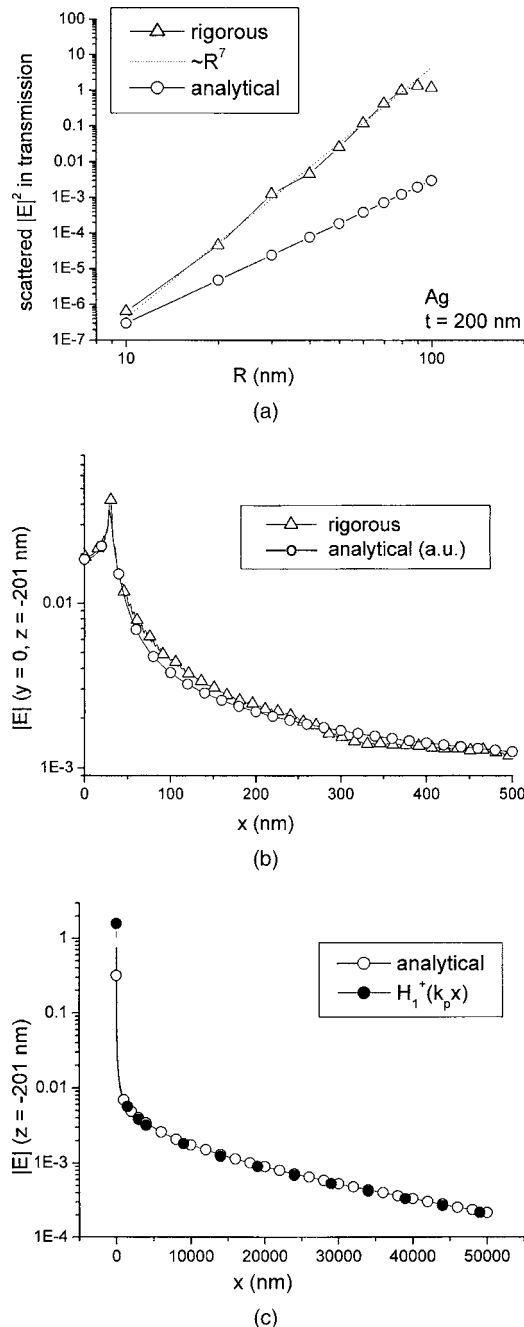 100
10
1
0.1
0.01
1E-3
1E-4
1E-5
1E-6
1E-7
scattered |E|² in transmission
rigorous
~R⁷
analytical
Ag
t = 200 nm
10
100
R (nm)
(a)
0.01
1E-3
|E| (y = 0, z = -201 nm)
rigorous
analytical (a.u.)
0
100
200
300
400
500
x (nm)
(b)
1
0.1
0.01
1E-3
1E-4
|E| (z = -201 nm)
analytical
H₁⁺(kₚx)
0
10000
20000
30000
40000
50000
x (nm)
(c)